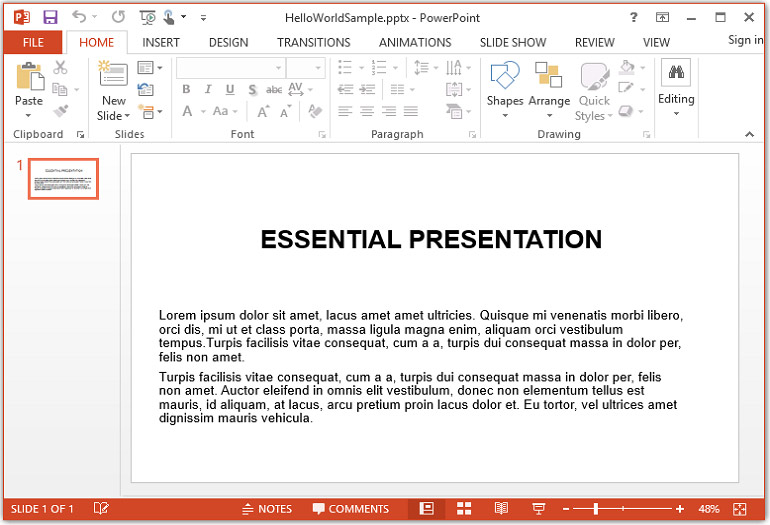 HelloWorldSample.pptx - PowerPoint
FILE HOME INSERT DESIGN TRANSITIONS ANIMATIONS SLIDE SHOW REVIEW VIEW Sign in
Paste New Slide Shapes Arrange Quick Styles Editing
B I U S abc AV
A Aa A A
Clipboard Slides Font Paragraph Drawing
1
ESSENTIAL PRESENTATION
ESSENTIAL PRESENTATION
Lorem ipsum dolor sit amet, lacus amet amet ultricies. Quisque mi venenatis morbi libero,
orci dis, mi ut et class porta, massa ligula magna enim, aliquam orci vestibulum
tempus.Turpis facilisis vitae consequat, cum a a, turpis dui consequat massa in dolor per,
felis non amet.
Turpis facilisis vitae consequat, cum a a, turpis dui consequat massa in dolor per, felis
non amet. Auctor eleifend in omnis elit vestibulum, donec non elementum tellus est
mauris, id aliquam, at lacus, arcu pretium proin lacus dolor et. Eu tortor, vel ultrices amet
dignissim mauris vehicula.
SLIDE 1 OF 1 NOTES COMMENTS 48%